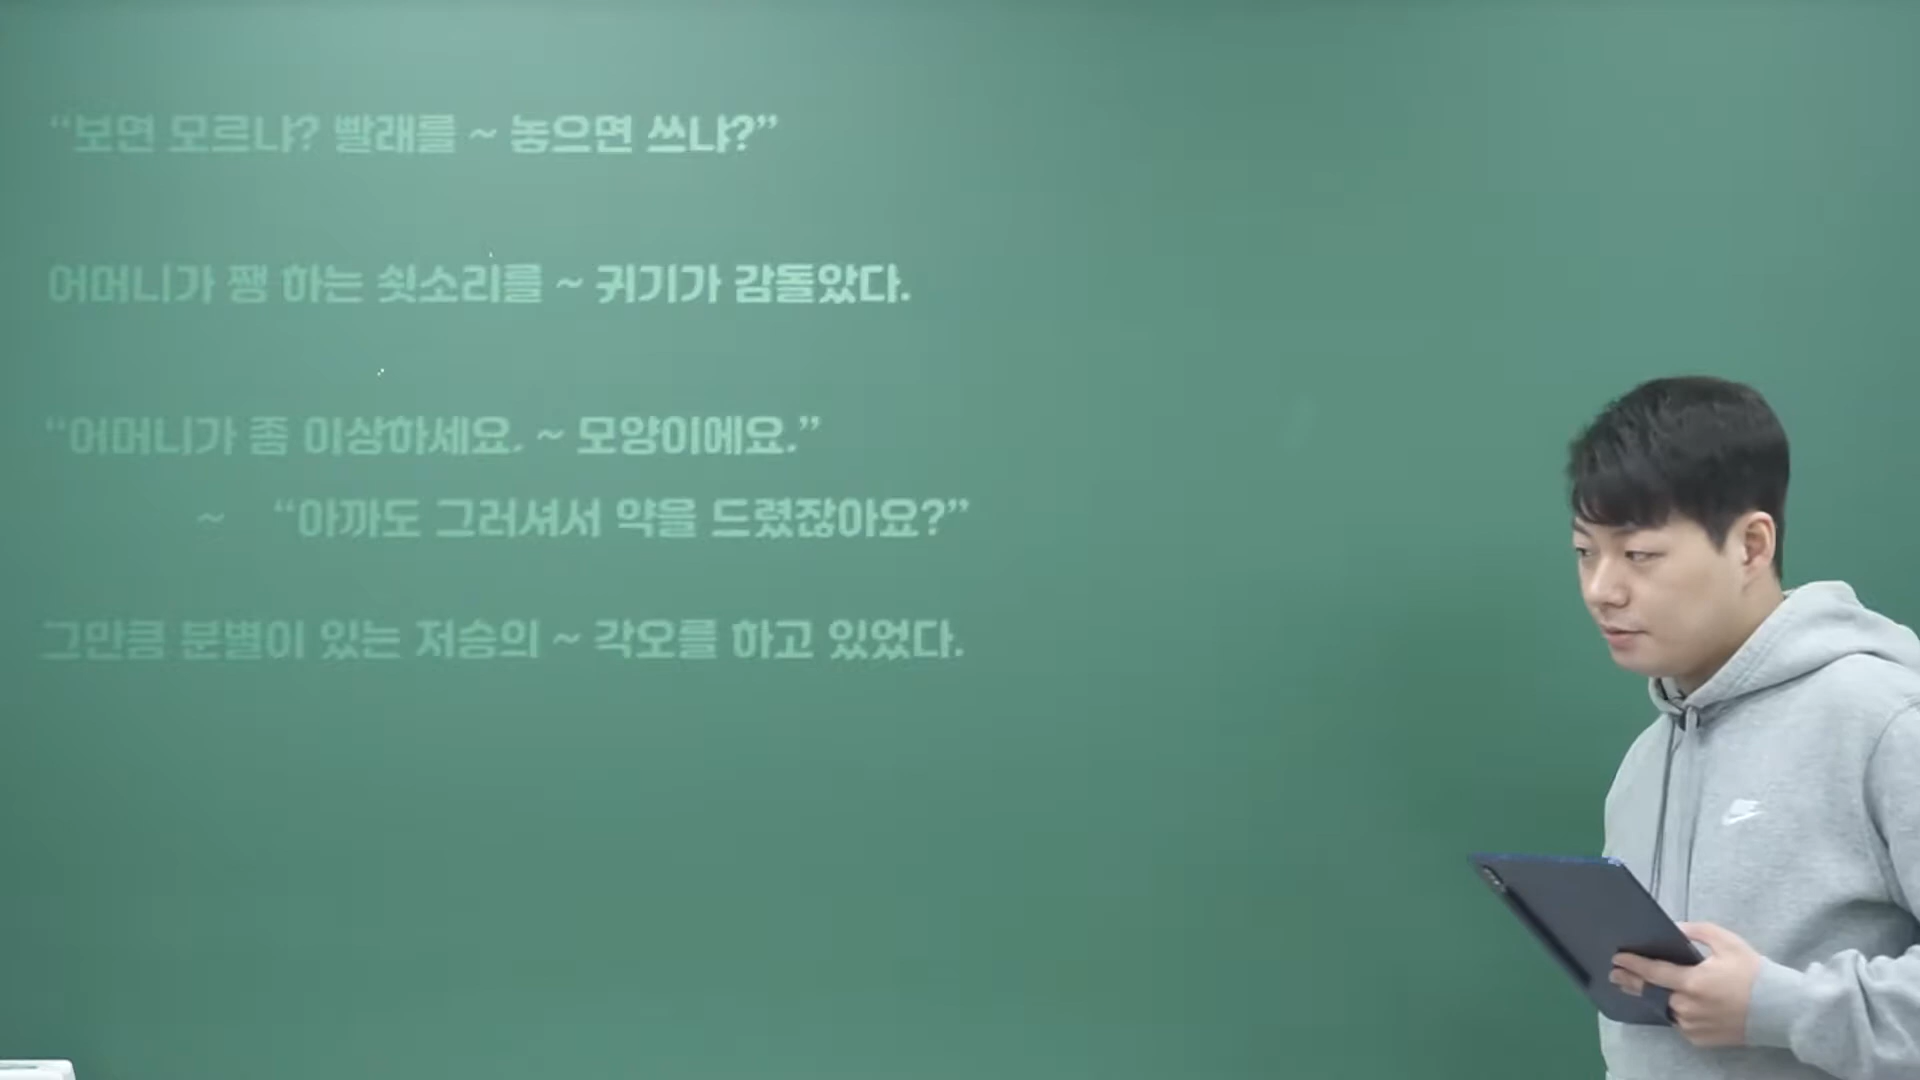 “보면 모르냐? 빨래를 ~ 놓으면 쓰냐?”
어머니가 쨍 하는 쇳소리를 ~ 귀기가 감돌았다.
“어머니가 좀 이상하세요. ~ 모양이에요.”
~ “아까도 그러셔서 약을 드렸잖아요?”
그만큼 분별이 있는 저승의 ~ 각오를 하고 있었다.